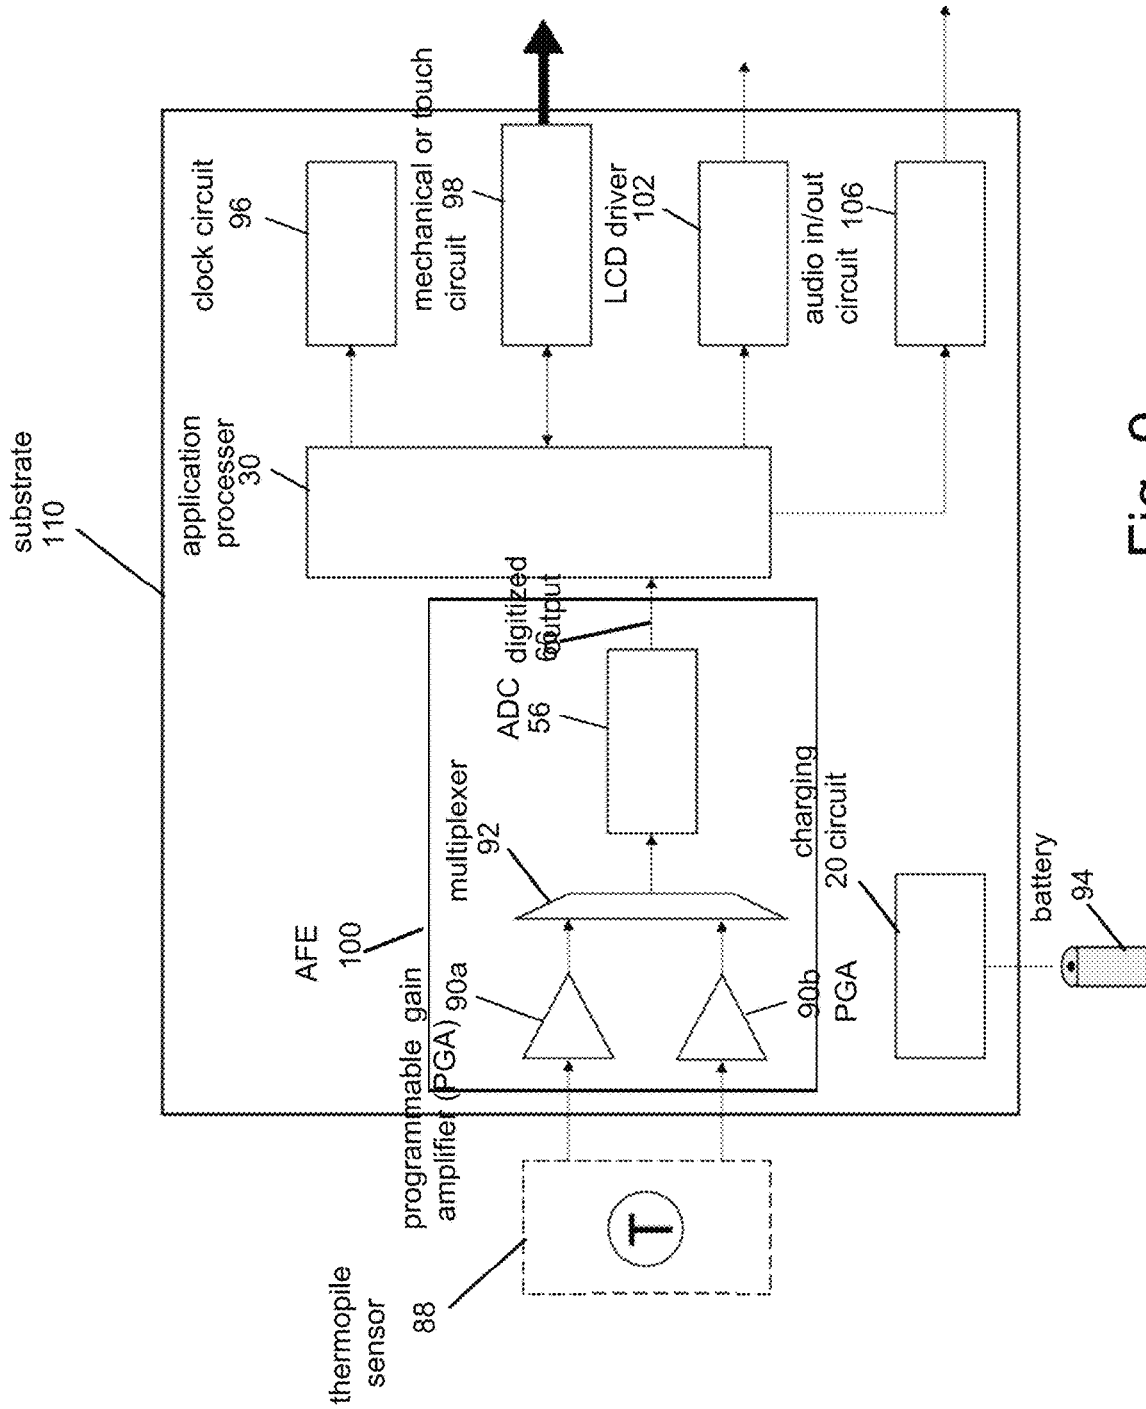 substrate
110
application
processer
30
clock circuit
96
mechanical or touch
circuit 98
LCD driver
102
audio in/out
circuit 106
AFE
100
digitized
output
66
ADC
56
multiplexer
92
programmable gain
amplifier (PGA)
90a
90b
PGA
charging
20 circuit
battery
94
thermopile
sensor
88
T